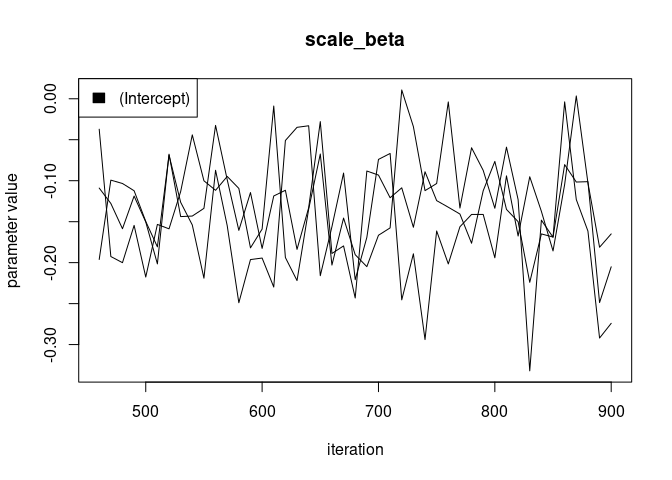 scale_beta
(Intercept)
0.00
-0.10
-0.20
-0.30
parameter value
500 600 700 800 900
iteration